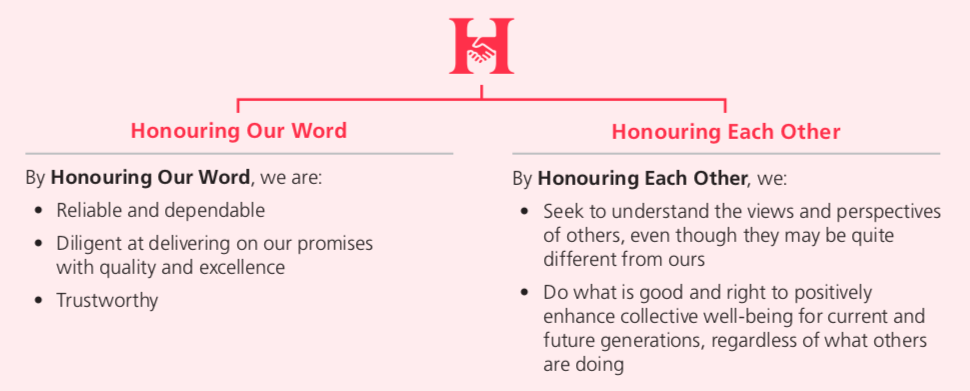 H
Honouring Our Word
By Honouring Our Word, we are:
• Reliable and dependable
• Diligent at delivering on our promises
with quality and excellence
• Trustworthy
Honouring Each Other
By Honouring Each Other, we:
• Seek to understand the views and perspectives
of others, even though they may be quite
different from ours
• Do what is good and right to positively
enhance collective well-being for current and
future generations, regardless of what others
are doing